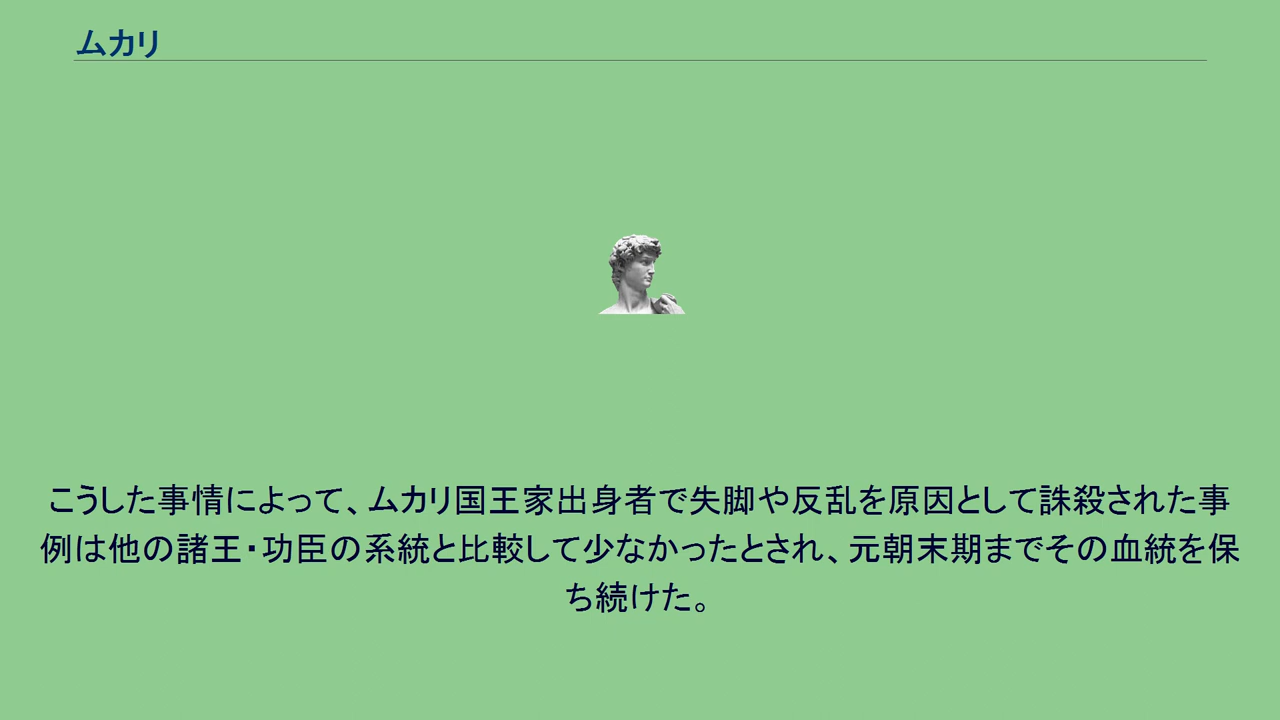 ムカリ
こうした事情によって、ムカリ国王家出身者で失脚や反乱を原因として誅殺された事
例は他の諸王・功臣の系統と比較して少なかったとされ、元朝末期までその血統を保
ち続けた。